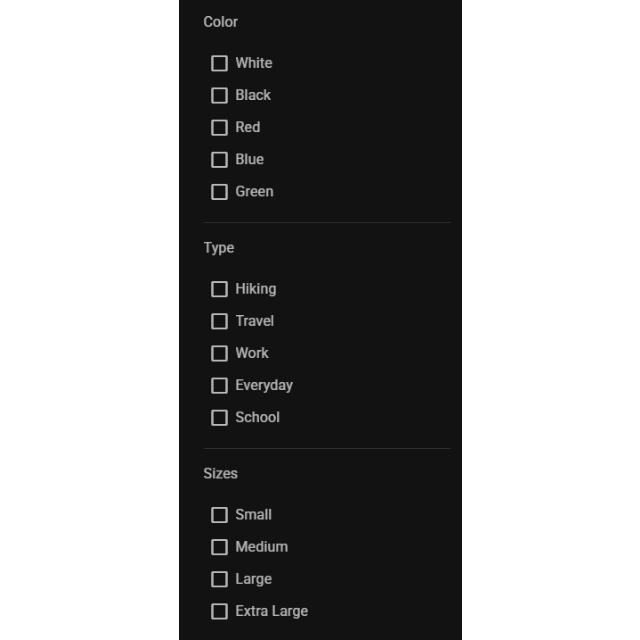 Color
White
Black
Red
Blue
Green
Type
Hiking
Travel
Work
Everyday
School
Sizes
Small
Medium
Large
Extra Large